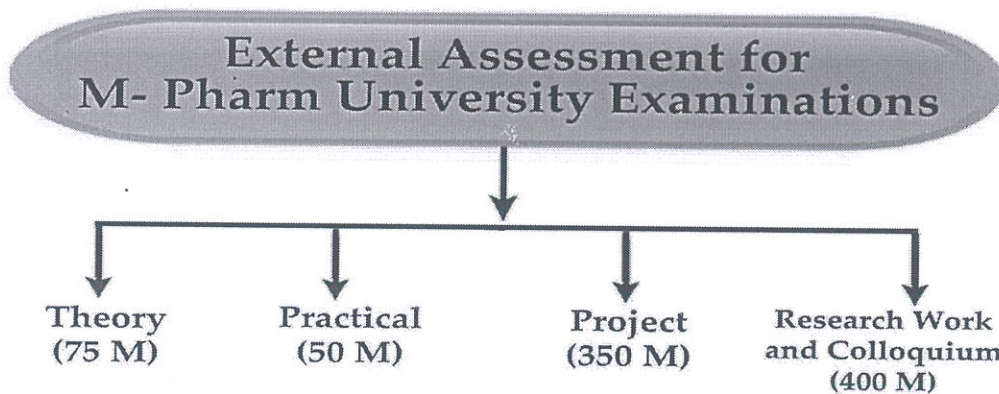 External Assessment for
M- Pharm University Examinations
Theory
(75 M)
Practical
(50 M)
Project
(350 M)
Research Work
and Colloquium
(400 M)